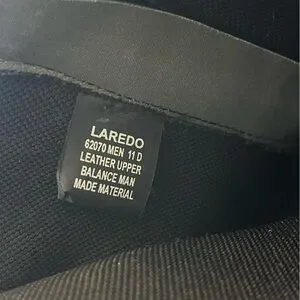 LAREDO
62070 MEN 11 D
LEATHER UPPER
BALANCE MAN
MADE MATERIAL